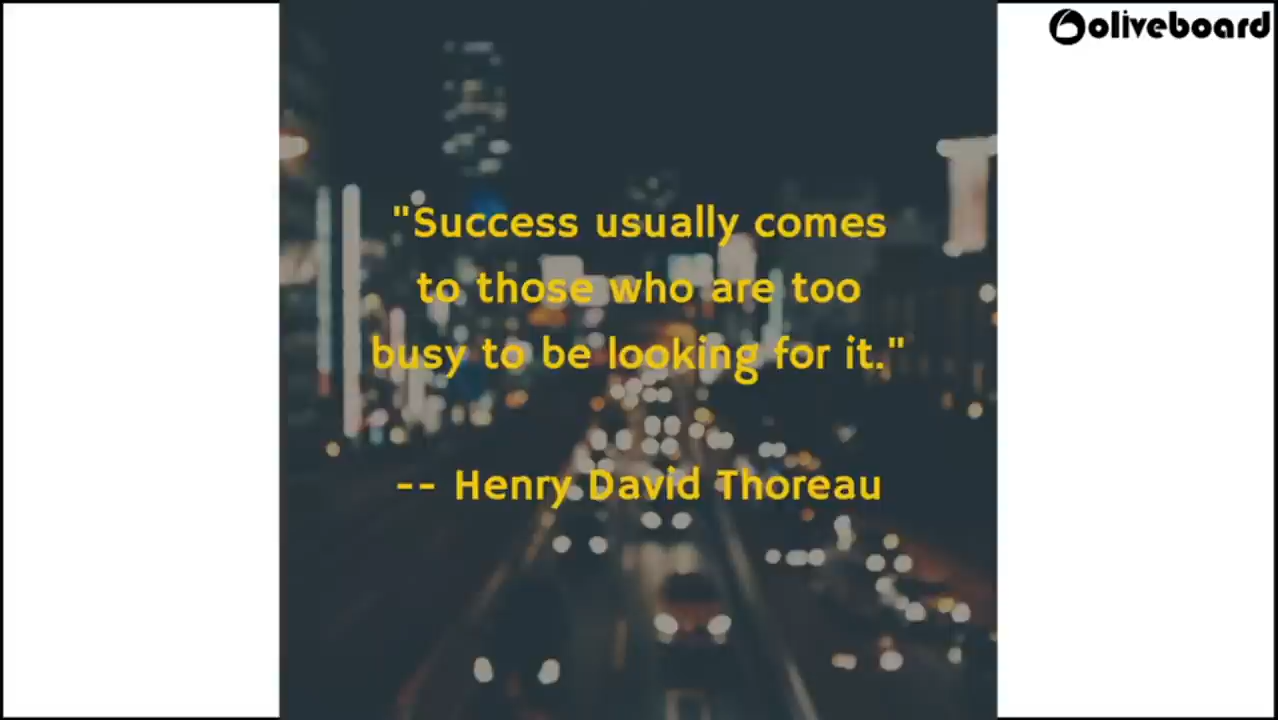 oliveboard
"Success usually comes
to those who are too
busy to be looking for it."
-- Henry David Thoreau